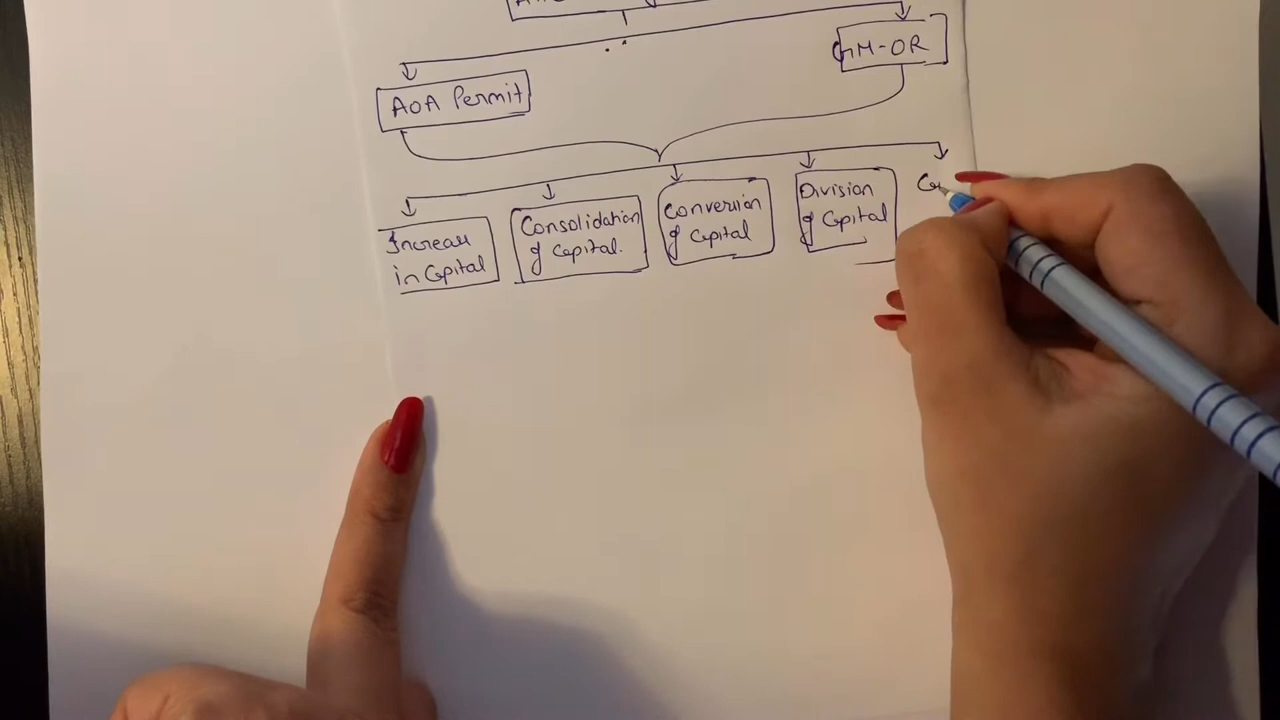 GM-OR
AOA Permit
Increase
in Capital
Consolidation
of Capital.
Conversion
of Capital
Division
of Capital